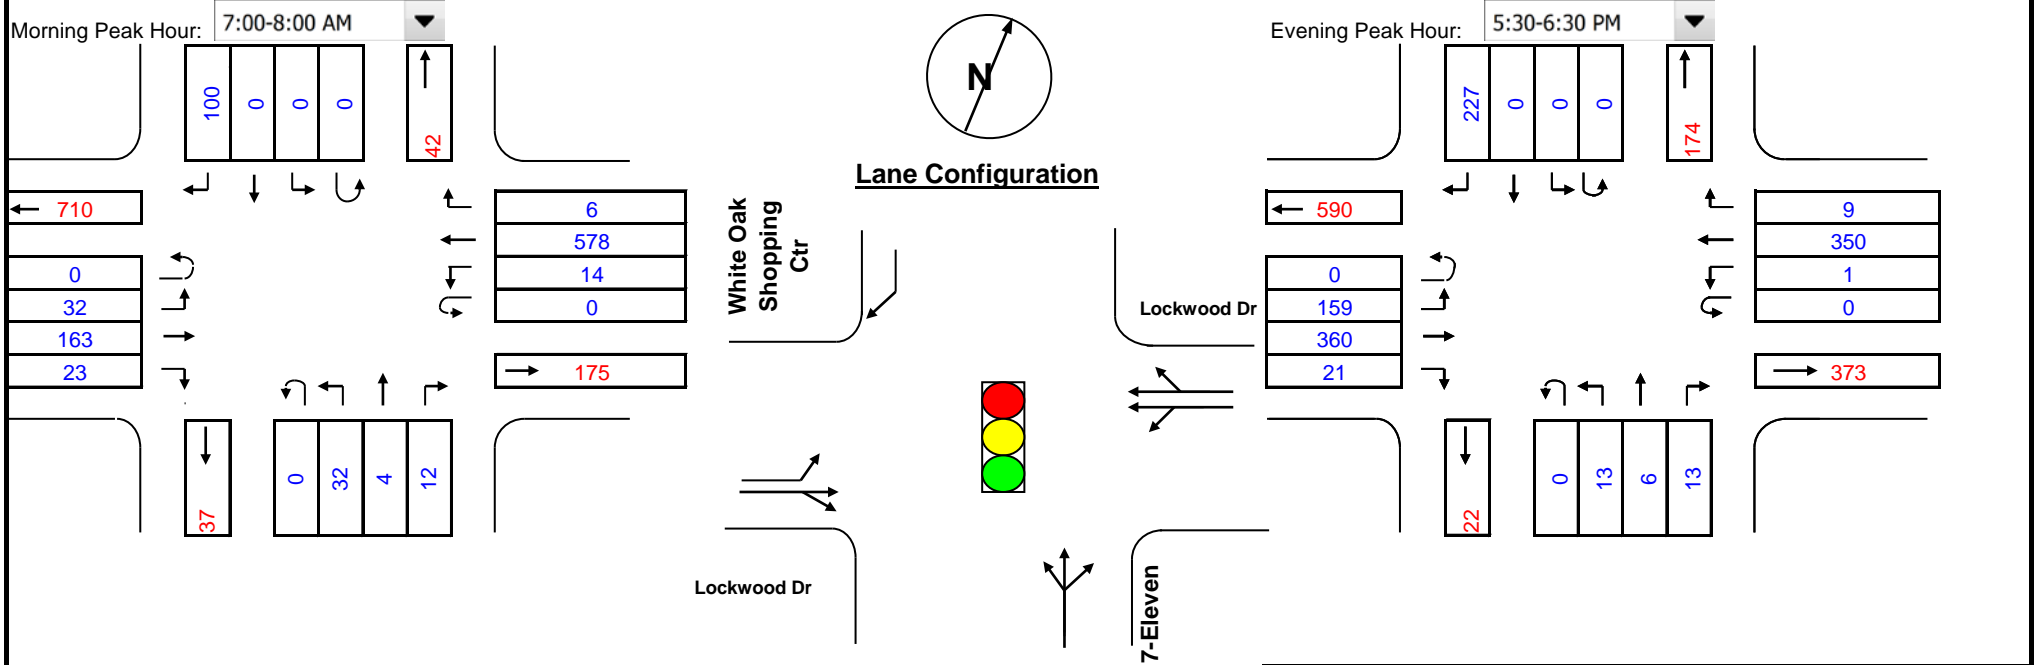 Morning Peak Hour: 7:00-8:00 AM
100 0 0 0 42
710
0
32
163
23
6
578
14
0
175
37 0 32 4 12
N
Lane Configuration
White Oak
Shopping
Ctr
Lockwood Dr
Lockwood Dr
7-Eleven
Evening Peak Hour: 5:30-6:30 PM
227 0 0 0 174
590
0
159
360
21
9
350
1
0
373
22 0 13 6 13